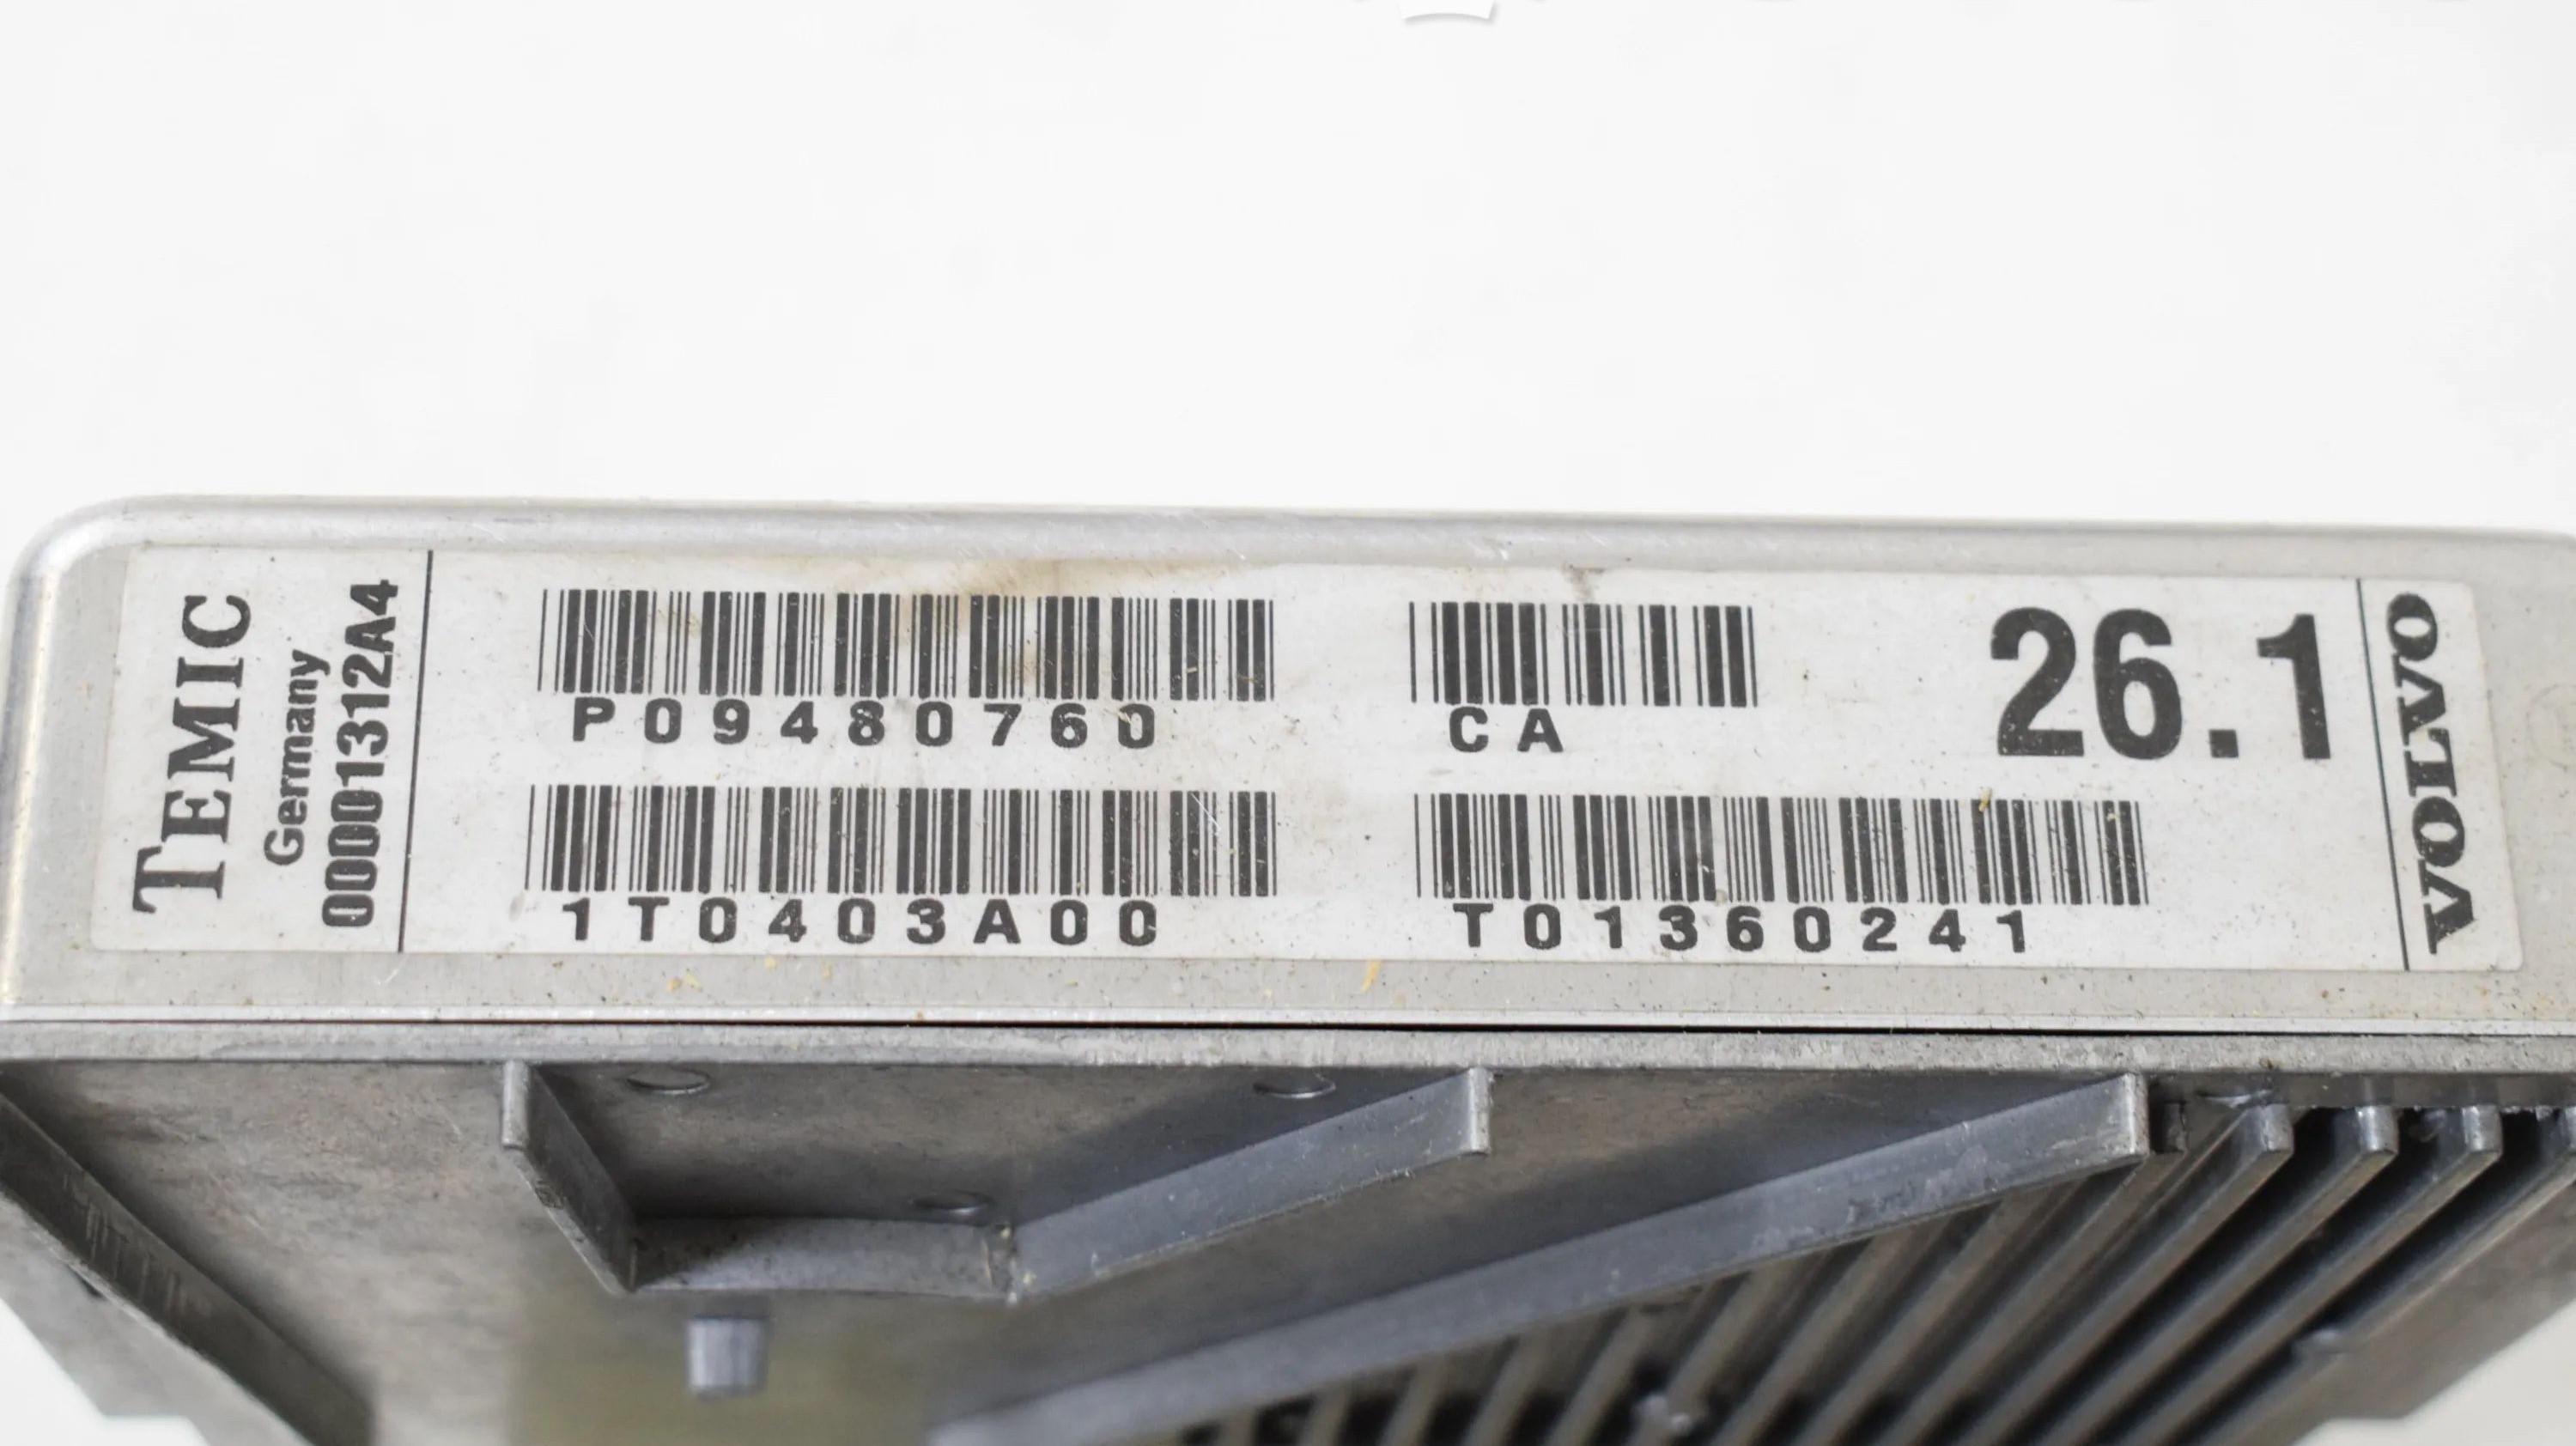 TEMIC
Germany
00001312A4
P09480760
CA
26.1
1T0403A00
T01360241
VOLVO